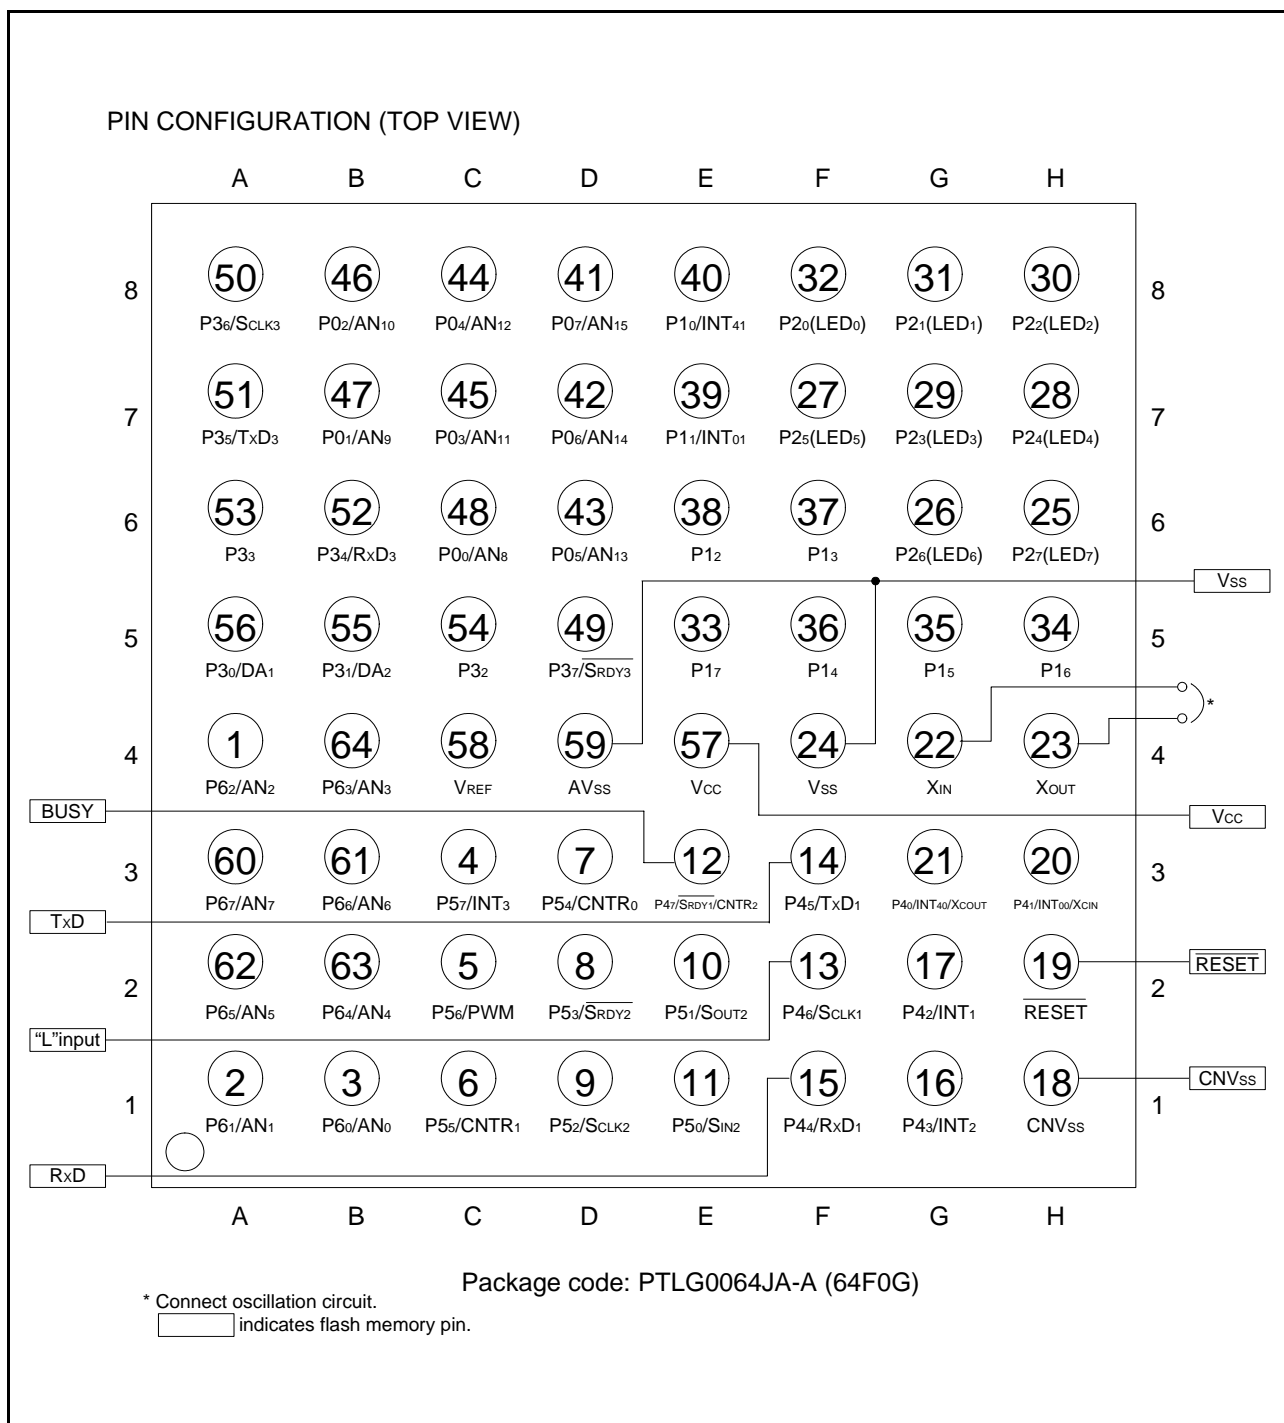 PIN CONFIGURATION (TOP VIEW)
A B C D E F G H
8 50 46 44 41 40 32 31 30 8
P36/SCLK3 P02/AN10 P04/AN12 P07/AN15 P10/INT41 P20(LED0) P21(LED1) P22(LED2)
7 51 47 45 42 39 27 29 28 7
P35/TxD3 P01/AN9 P03/AN11 P06/AN14 P11/INT01 P25(LED5) P23(LED3) P24(LED4)
6 53 52 48 43 38 37 26 25 6
P33 P34/RxD3 P00/AN8 P05/AN13 P12 P13 P26(LED6) P27(LED7)
Vss
5 56 55 54 49 33 36 35 34 5
P30/DA1 P31/DA2 P32 P37/SRDY3 P17 P14 P15 P16
*
4 1 64 58 59 57 24 22 23 4
P62/AN2 P63/AN3 VREF AVss Vcc Vss XIN XOUT
BUSY
Vcc
3 60 61 4 7 12 14 21 20 3
P67/AN7 P66/AN6 P57/INT3 P54/CNTR0 P47/SRDY1/CNTR2 P45/TxD1 P40/INT40/XCOUT P41/INT00/XCIN
TxD
2 62 63 5 8 10 13 17 19 2
RESET
P65/AN5 P64/AN4 P56/PWM P53/SRDY2 P51/SOUT2 P46/SCLK1 P42/INT1 RESET
“L”input
1 2 3 6 9 11 15 16 18 1
CNVss
P61/AN1 P60/AN0 P55/CNTR1 P52/SCLK2 P50/SIN2 P44/RxD1 P43/INT2 CNVss
RxD
A B C D E F G H
Package code: PTLG0064JA-A (64F0G)
* Connect oscillation circuit.
indicates flash memory pin.